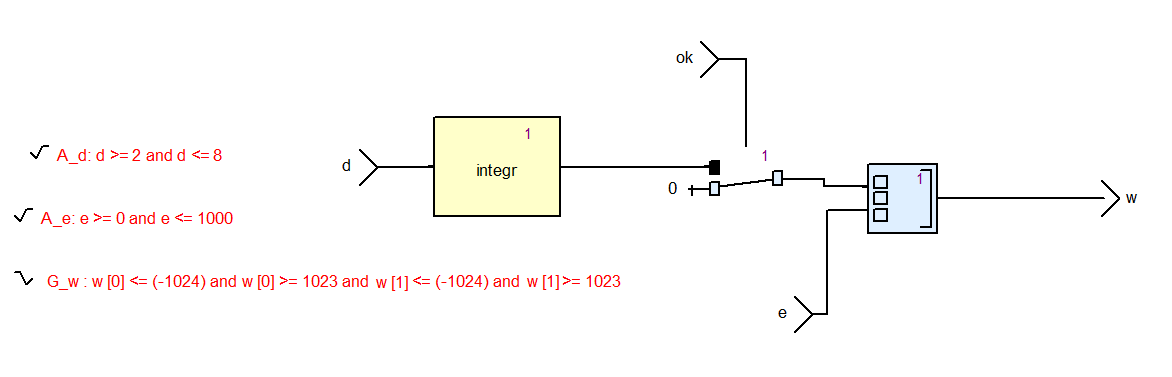 ok
1
1
A_d: d >= 2 and d <= 8
d
integr
0
1
w
A_e: e >= 0 and e <= 1000
G_w : w [0] <= (-1024) and w [0] >= 1023 and w [1] <= (-1024) and w [1]>= 1023
e